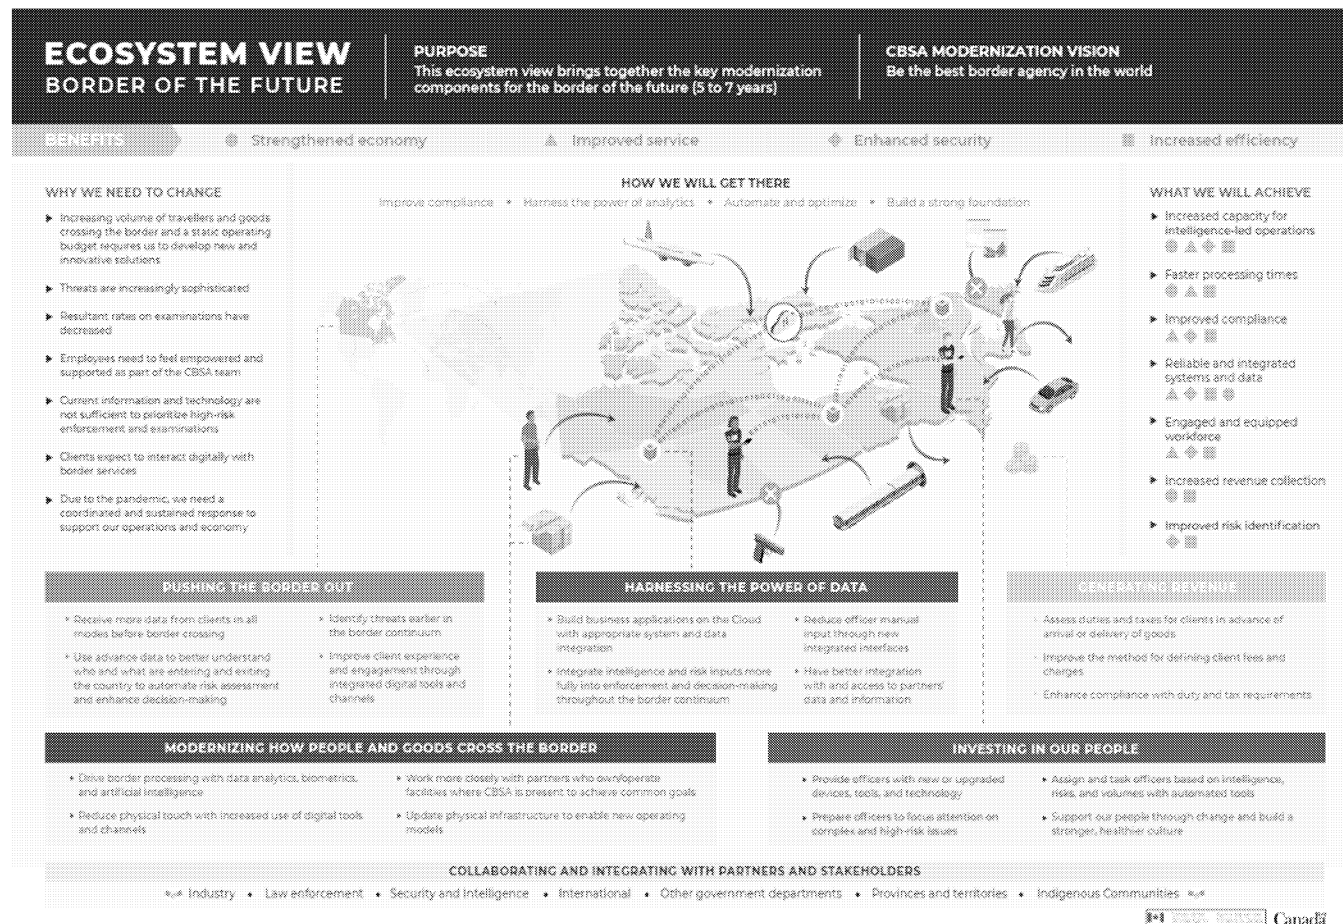 ECOSYSTEM VIEW
BORDER OF THE FUTURE
PURPOSE
This ecosystem view brings together the key modernization
components for the border of the future (5 to 7 years)
CBSA MODERNIZATION VISION
Be the best border agency in the world
BENEFITS
Strengthened economy
Improved service
Enhanced security
Increased efficiency
WHY WE NEED TO CHANGE
Increasing volume of travellers and goods
crossing the border and a static operating
budget requires us to develop new and
innovative solutions
Threats are increasingly sophisticated
Resultant rates on examinations have
decreased
Employees need to feel empowered and
supported as part of the CBSA team
Current information and technology are
not sufficient to prioritize high-risk
enforcement and examinations
Clients expect to interact digitally with
border services
Due to the pandemic, we need a
coordinated and sustained response to
support our operations and economy
HOW WE WILL GET THERE
Improve compliance • Harness the power of analytics • Automate and optimize • Build a strong foundation
WHAT WE WILL ACHIEVE
Increased capacity for
intelligence-led operations
Faster processing times
Improved compliance
Reliable and integrated
systems and data
Engaged and equipped
workforce
Increased revenue collection
Improved risk identification
PUSHING THE BORDER OUT
Receive more data from clients in all
modes before border crossing
Use advance data to better understand
who and what are entering and exiting
the country to automate risk assessment
and enhance decision-making
Identify threats earlier in
the border continuum
Improve client experience
and engagement through
integrated digital tools and
channels
HARNESSING THE POWER OF DATA
Build business applications on the Cloud
with appropriate system and data
integration
Integrate intelligence and risk inputs more
fully into enforcement and decision-making
throughout the border continuum
Reduce officer manual
input through new
integrated interfaces
Have better integration
with and access to partners'
data and information
GENERATING REVENUE
Assess duties and taxes for clients in advance of
arrival or delivery of goods
Improve the method for defining client fees and
charges
Enhance compliance with duty and tax requirements
MODERNIZING HOW PEOPLE AND GOODS CROSS THE BORDER
Drive border processing with data analytics, biometrics,
and artificial intelligence
Reduce physical touch with increased use of digital tools
and channels
Work more closely with partners who own/operate
facilities where CBSA is present to achieve common goals
Update physical infrastructure to enable new operating
models
INVESTING IN OUR PEOPLE
Provide officers with new or upgraded
devices, tools, and technology
Prepare officers to focus attention on
complex and high-risk issues
Assign and task officers based on intelligence,
risks, and volumes with automated tools
Support our people through change and build a
stronger, healthier culture
COLLABORATING AND INTEGRATING WITH PARTNERS AND STAKEHOLDERS
Industry • Law enforcement • Security and Intelligence • International • Other government departments • Provinces and territories • Indigenous Communities
Canada